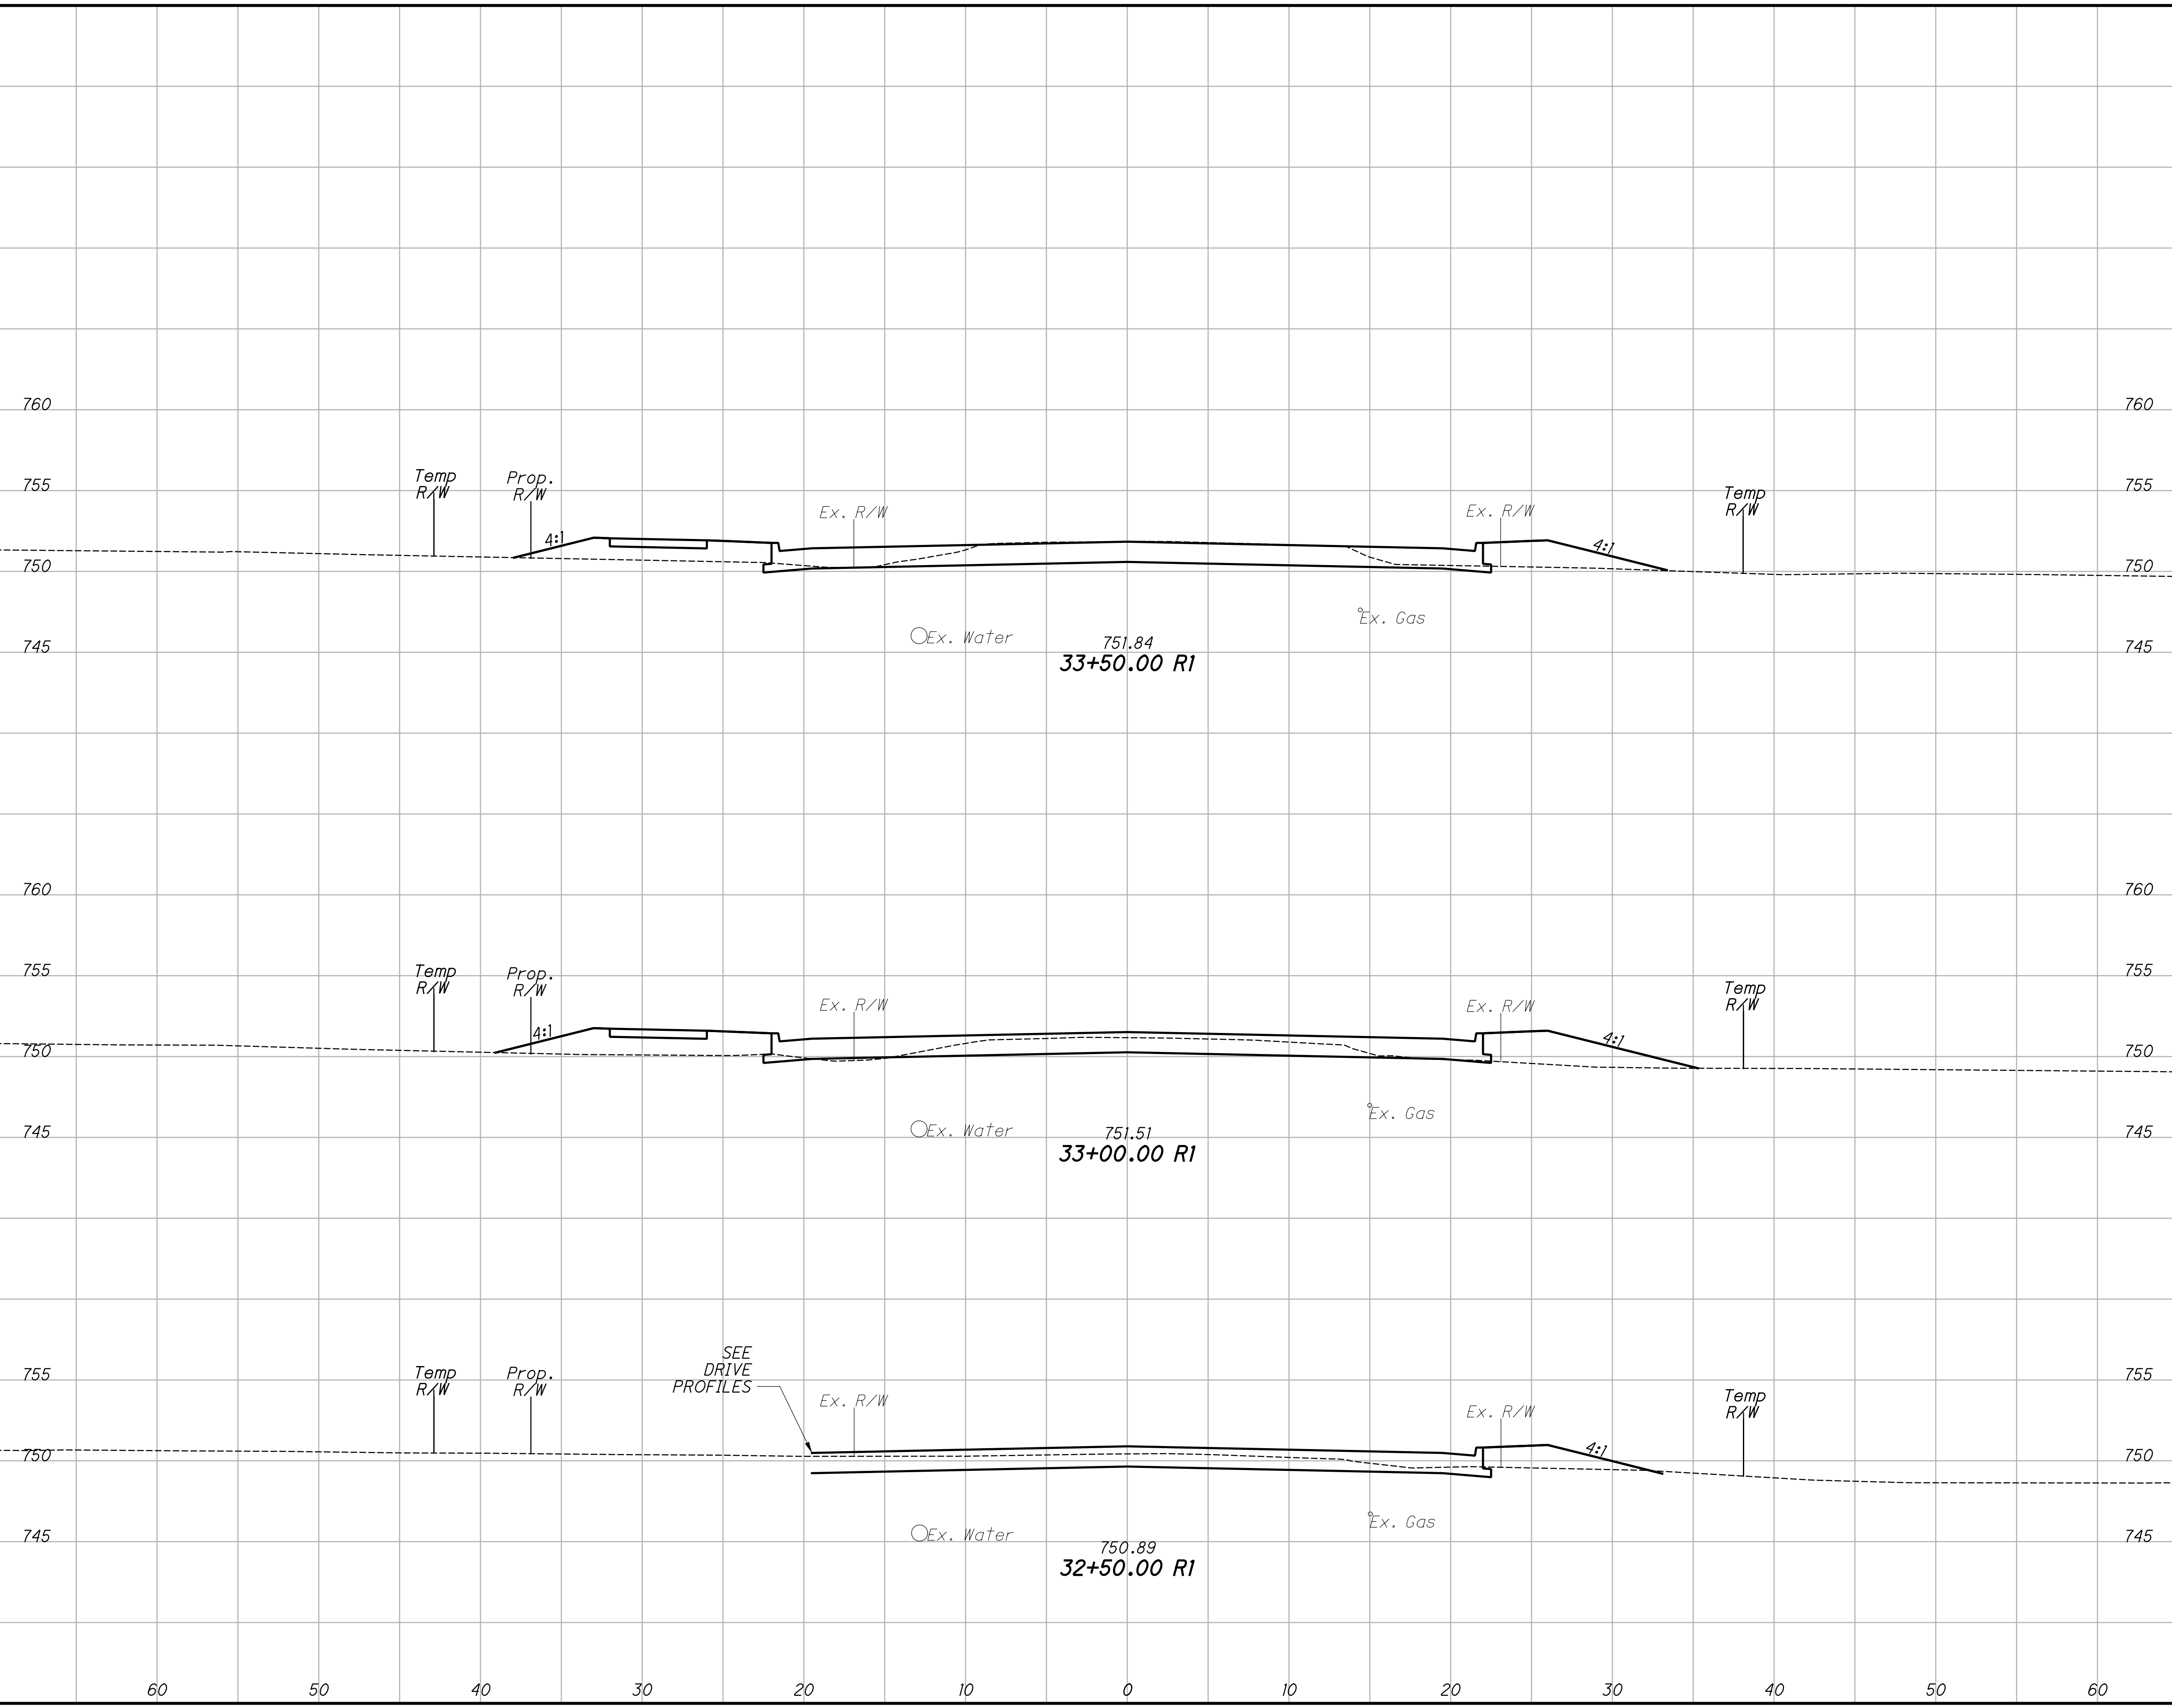 760 760
Temp Prop. Temp
755 R/W R/W Ex. R/W Ex. R/W R/W 755
4:1 4:1
750 750
Ex. Water Ex. Gas
745 751.84 745
33+50.00 R1
760 760
Temp Prop. Temp
755 R/W R/W Ex. R/W Ex. R/W R/W 755
4:1 4:1
750 750
Ex. Water Ex. Gas
745 751.51 745
33+00.00 R1
SEE
DRIVE
PROFILES
Temp Prop. Temp
755 R/W R/W Ex. R/W Ex. R/W R/W 755
4:1
750 750
Ex. Water Ex. Gas
745 750.89 745
32+50.00 R1
60 50 40 30 20 10 0 10 20 30 40 50 60